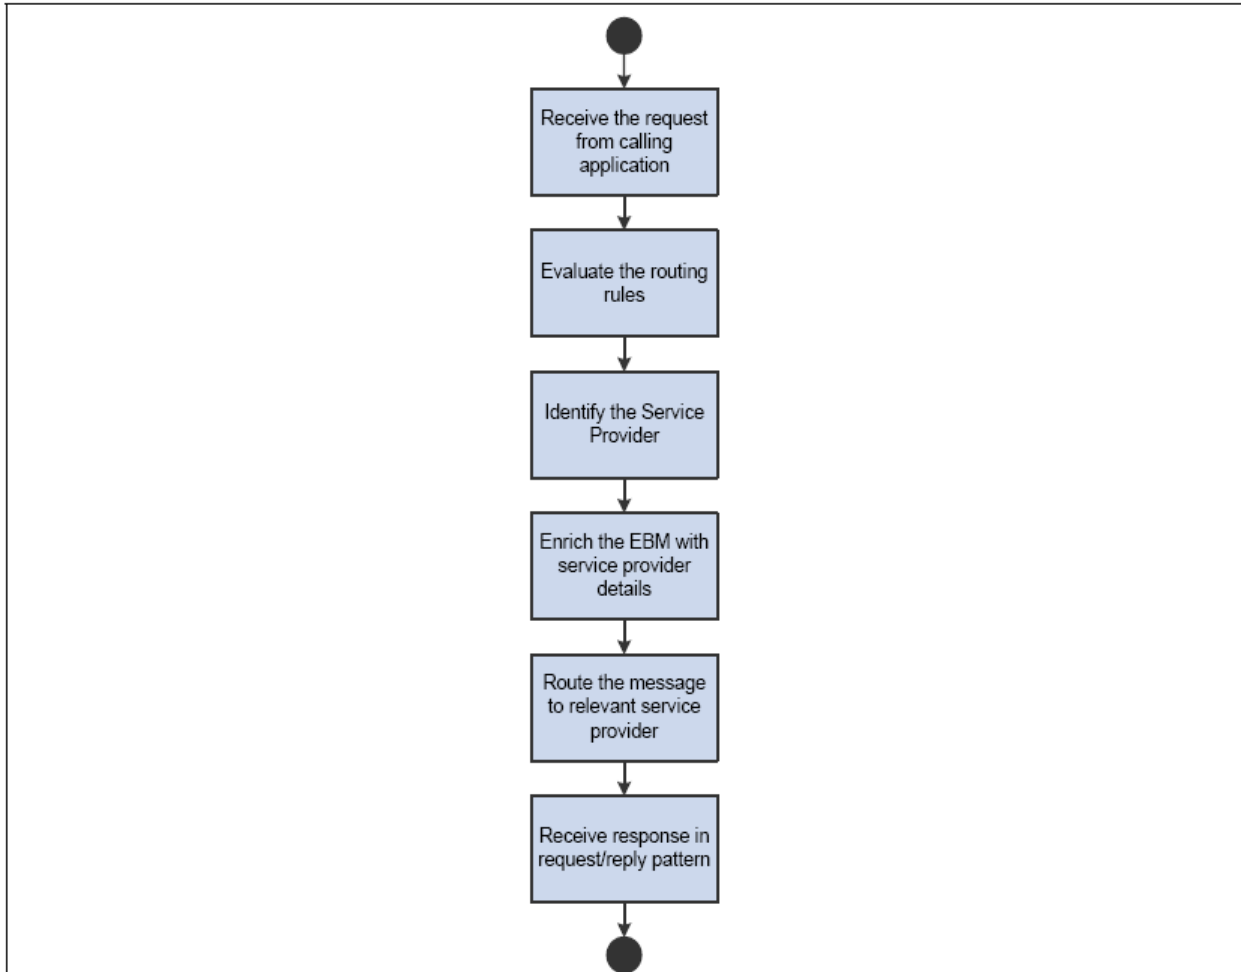 Receive the request
from calling
application
Evaluate the routing
rules
Identify the Service
Provider
Enrich the EBM with
service provider
details
Route the message
to relevant service
provider
Receive response in
request/reply pattern